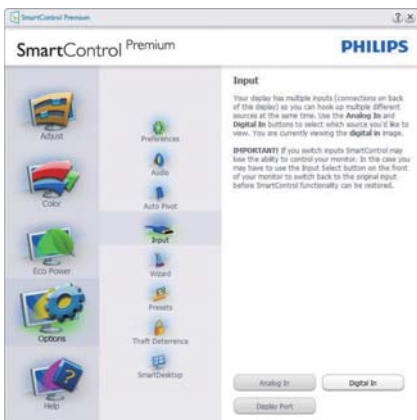 SmartControl Premium
SmartControl Premium
PHILIPS
Adjust
Color
Eco Power
Options
Help
Preferences
Audio
Auto Pivot
Input
Wizard
Presets
Theft Deterrence
SmartDesktop
Input
Your display has multiple inputs (connections on back
of the display) so you can hook up multiple different
sources at the same time. Use the Analog In and
Digital In buttons to select which source you'd like to
view. You are currently viewing the digital in image.
IMPORTANT! If you switch inputs SmartControl may
lose the ability to control your monitor. In this case you
may have to use the Input Select button on the front
of your monitor to switch back to the original input
before SmartControl functionality can be restored.
Analog In
Digital In
Display Port